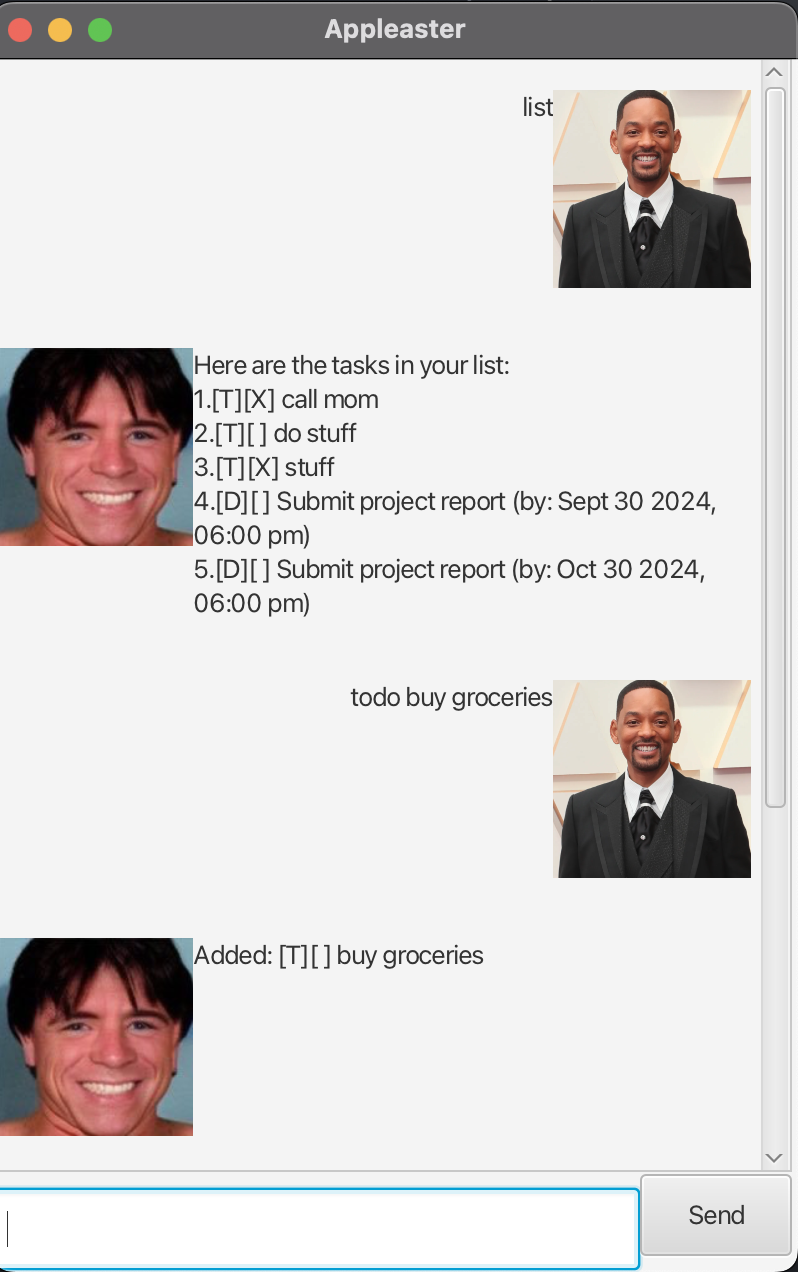 Appleaster
list
Here are the tasks in your list:
1.[T][X] call mom
2.[T][ ] do stuff
3.[T][X] stuff
4.[D][ ] Submit project report (by: Sept 30 2024,
06:00 pm)
5.[D][ ] Submit project report (by: Oct 30 2024,
06:00 pm)
todo buy groceries
Added: [T][ ] buy groceries
Send